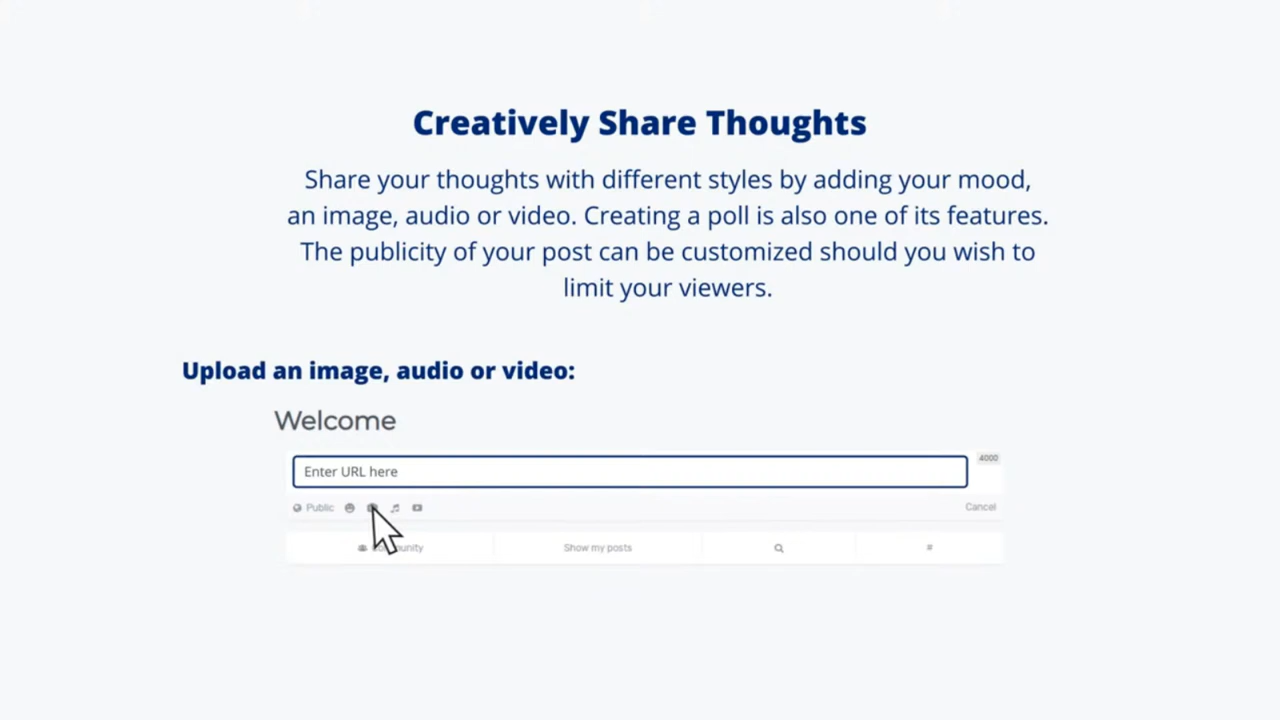 Creatively Share Thoughts
Share your thoughts with different styles by adding your mood,
an image, audio or video. Creating a poll is also one of its features.
The publicity of your post can be customized should you wish to
limit your viewers.
Upload an image, audio or video:
Welcome
Enter URL here
4000
Public
Cancel
Show my posts
#